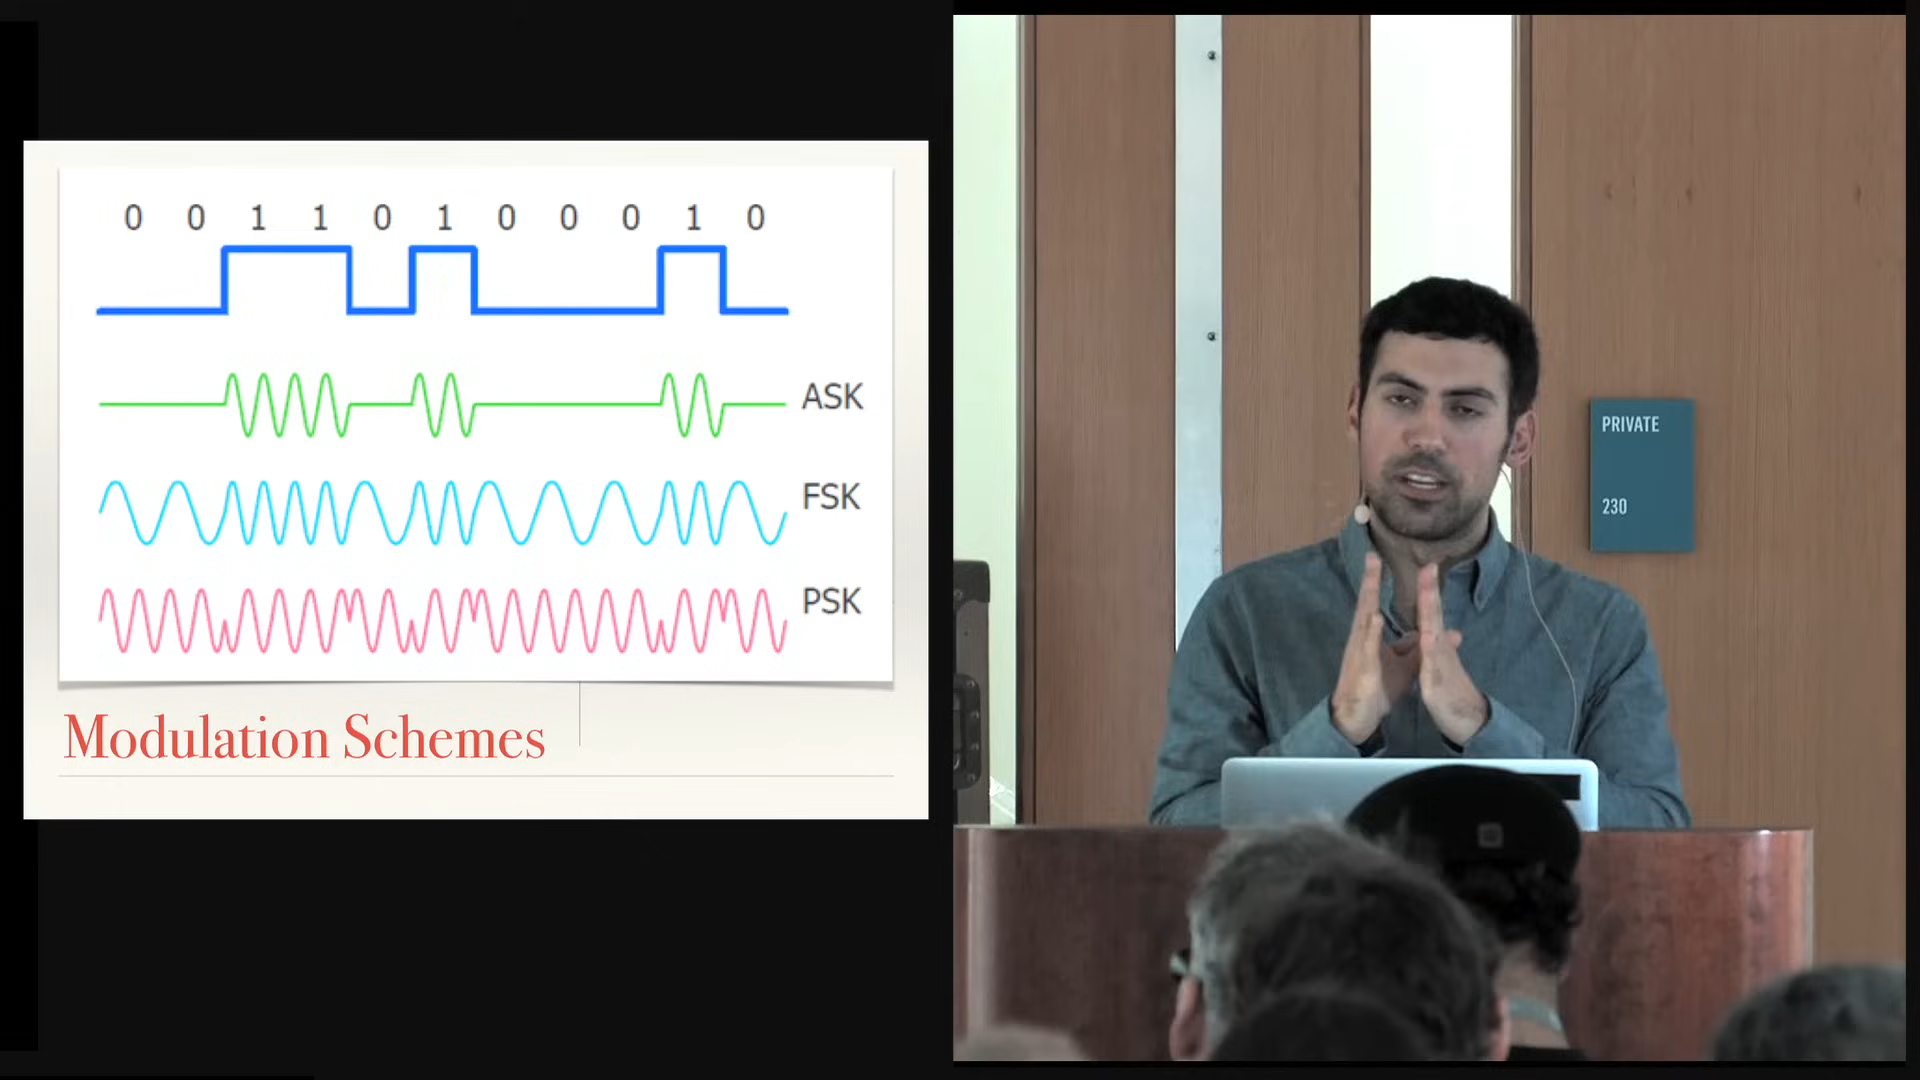 0 0 1 1 0 1 0 0 0 1 0
ASK
FSK
PSK
Modulation Schemes
PRIVATE
230